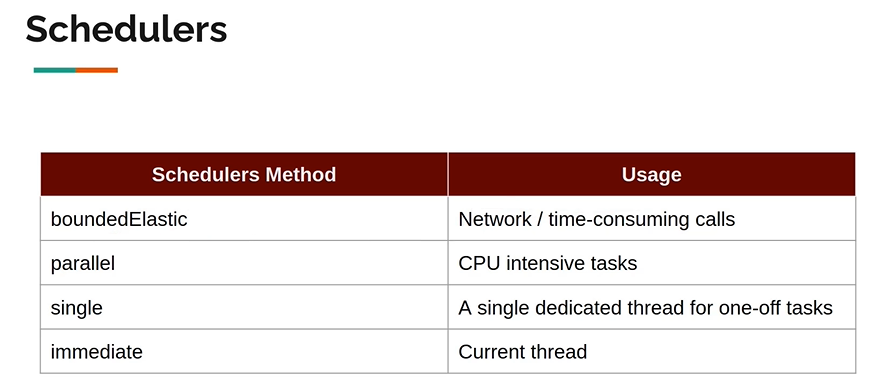 Schedulers
Schedulers Method Usage
boundedElastic Network / time-consuming calls
parallel CPU intensive tasks
single A single dedicated thread for one-off tasks
immediate Current thread